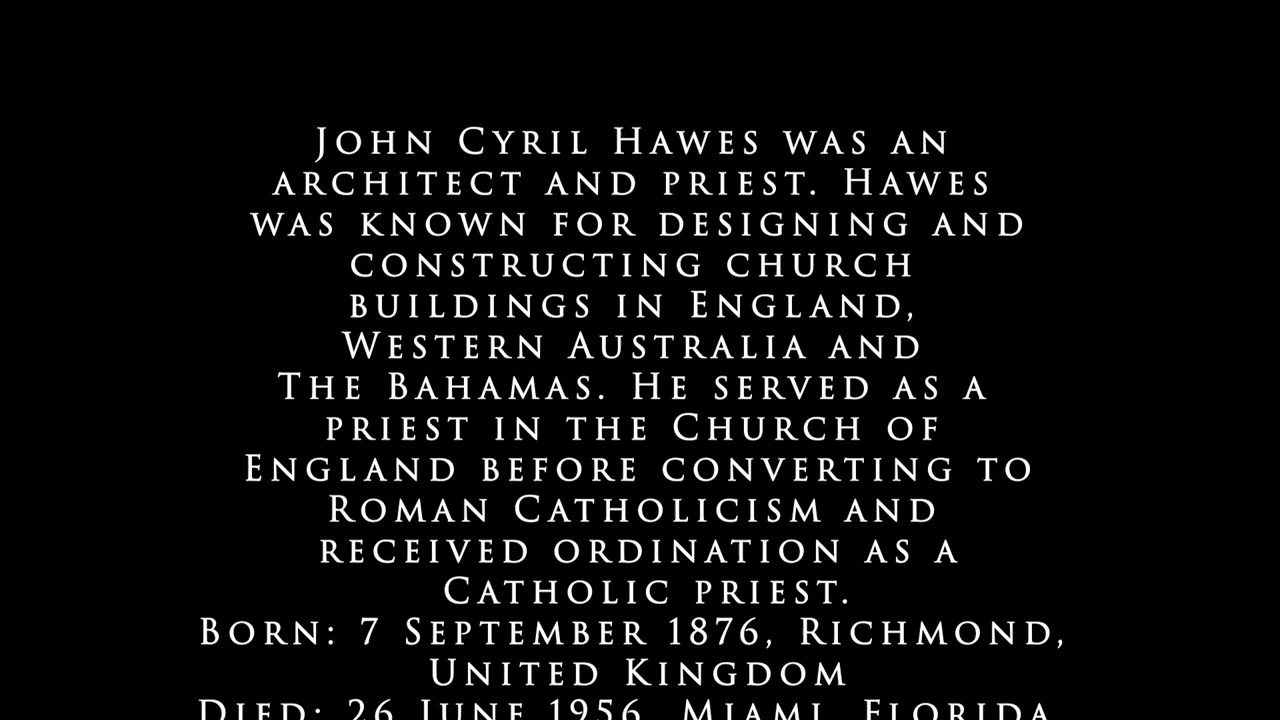 John Cyril Hawes was an
architect and priest. Hawes
was known for designing and
constructing church
buildings in England,
Western Australia and
The Bahamas. He served as a
priest in the Church of
England before converting to
Roman Catholicism and
received ordination as a
Catholic priest.
Born: 7 September 1876, Richmond,
United Kingdom
Died: 26 June 1956, Miami, Florida